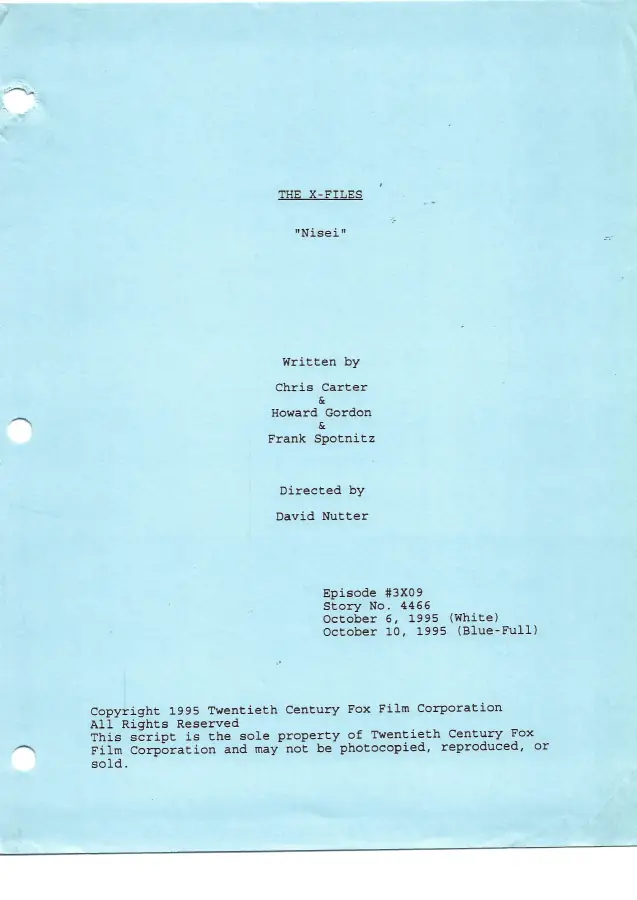 THE X-FILES
"Nisei"
Written by
Chris Carter
&
Howard Gordon
&
Frank Spotnitz
Directed by
David Nutter
Episode #3X09
Story No. 4466
October 6, 1995 (White)
October 10, 1995 (Blue-Full)
Copyright 1995 Twentieth Century Fox Film Corporation
All Rights Reserved
This script is the sole property of Twentieth Century Fox
Film Corporation and may not be photocopied, reproduced, or
sold.